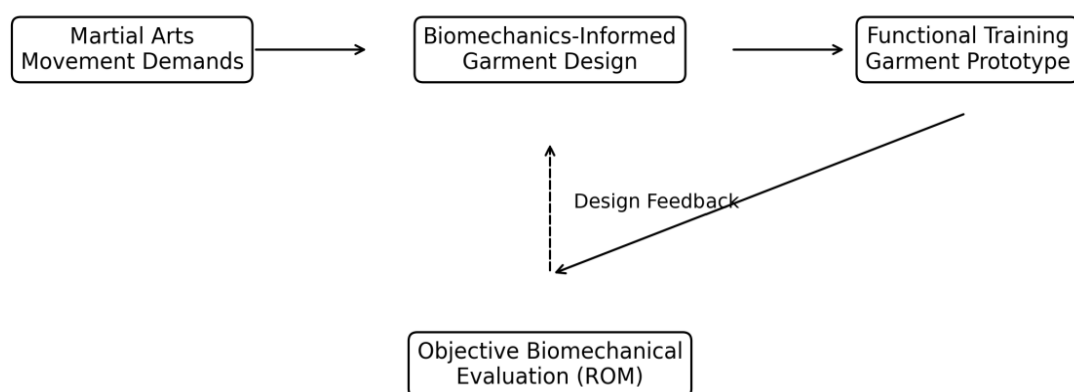 Martial Arts
Movement Demands
Biomechanics-Informed
Garment Design
Functional Training
Garment Prototype
Design Feedback
Objective Biomechanical
Evaluation (ROM)